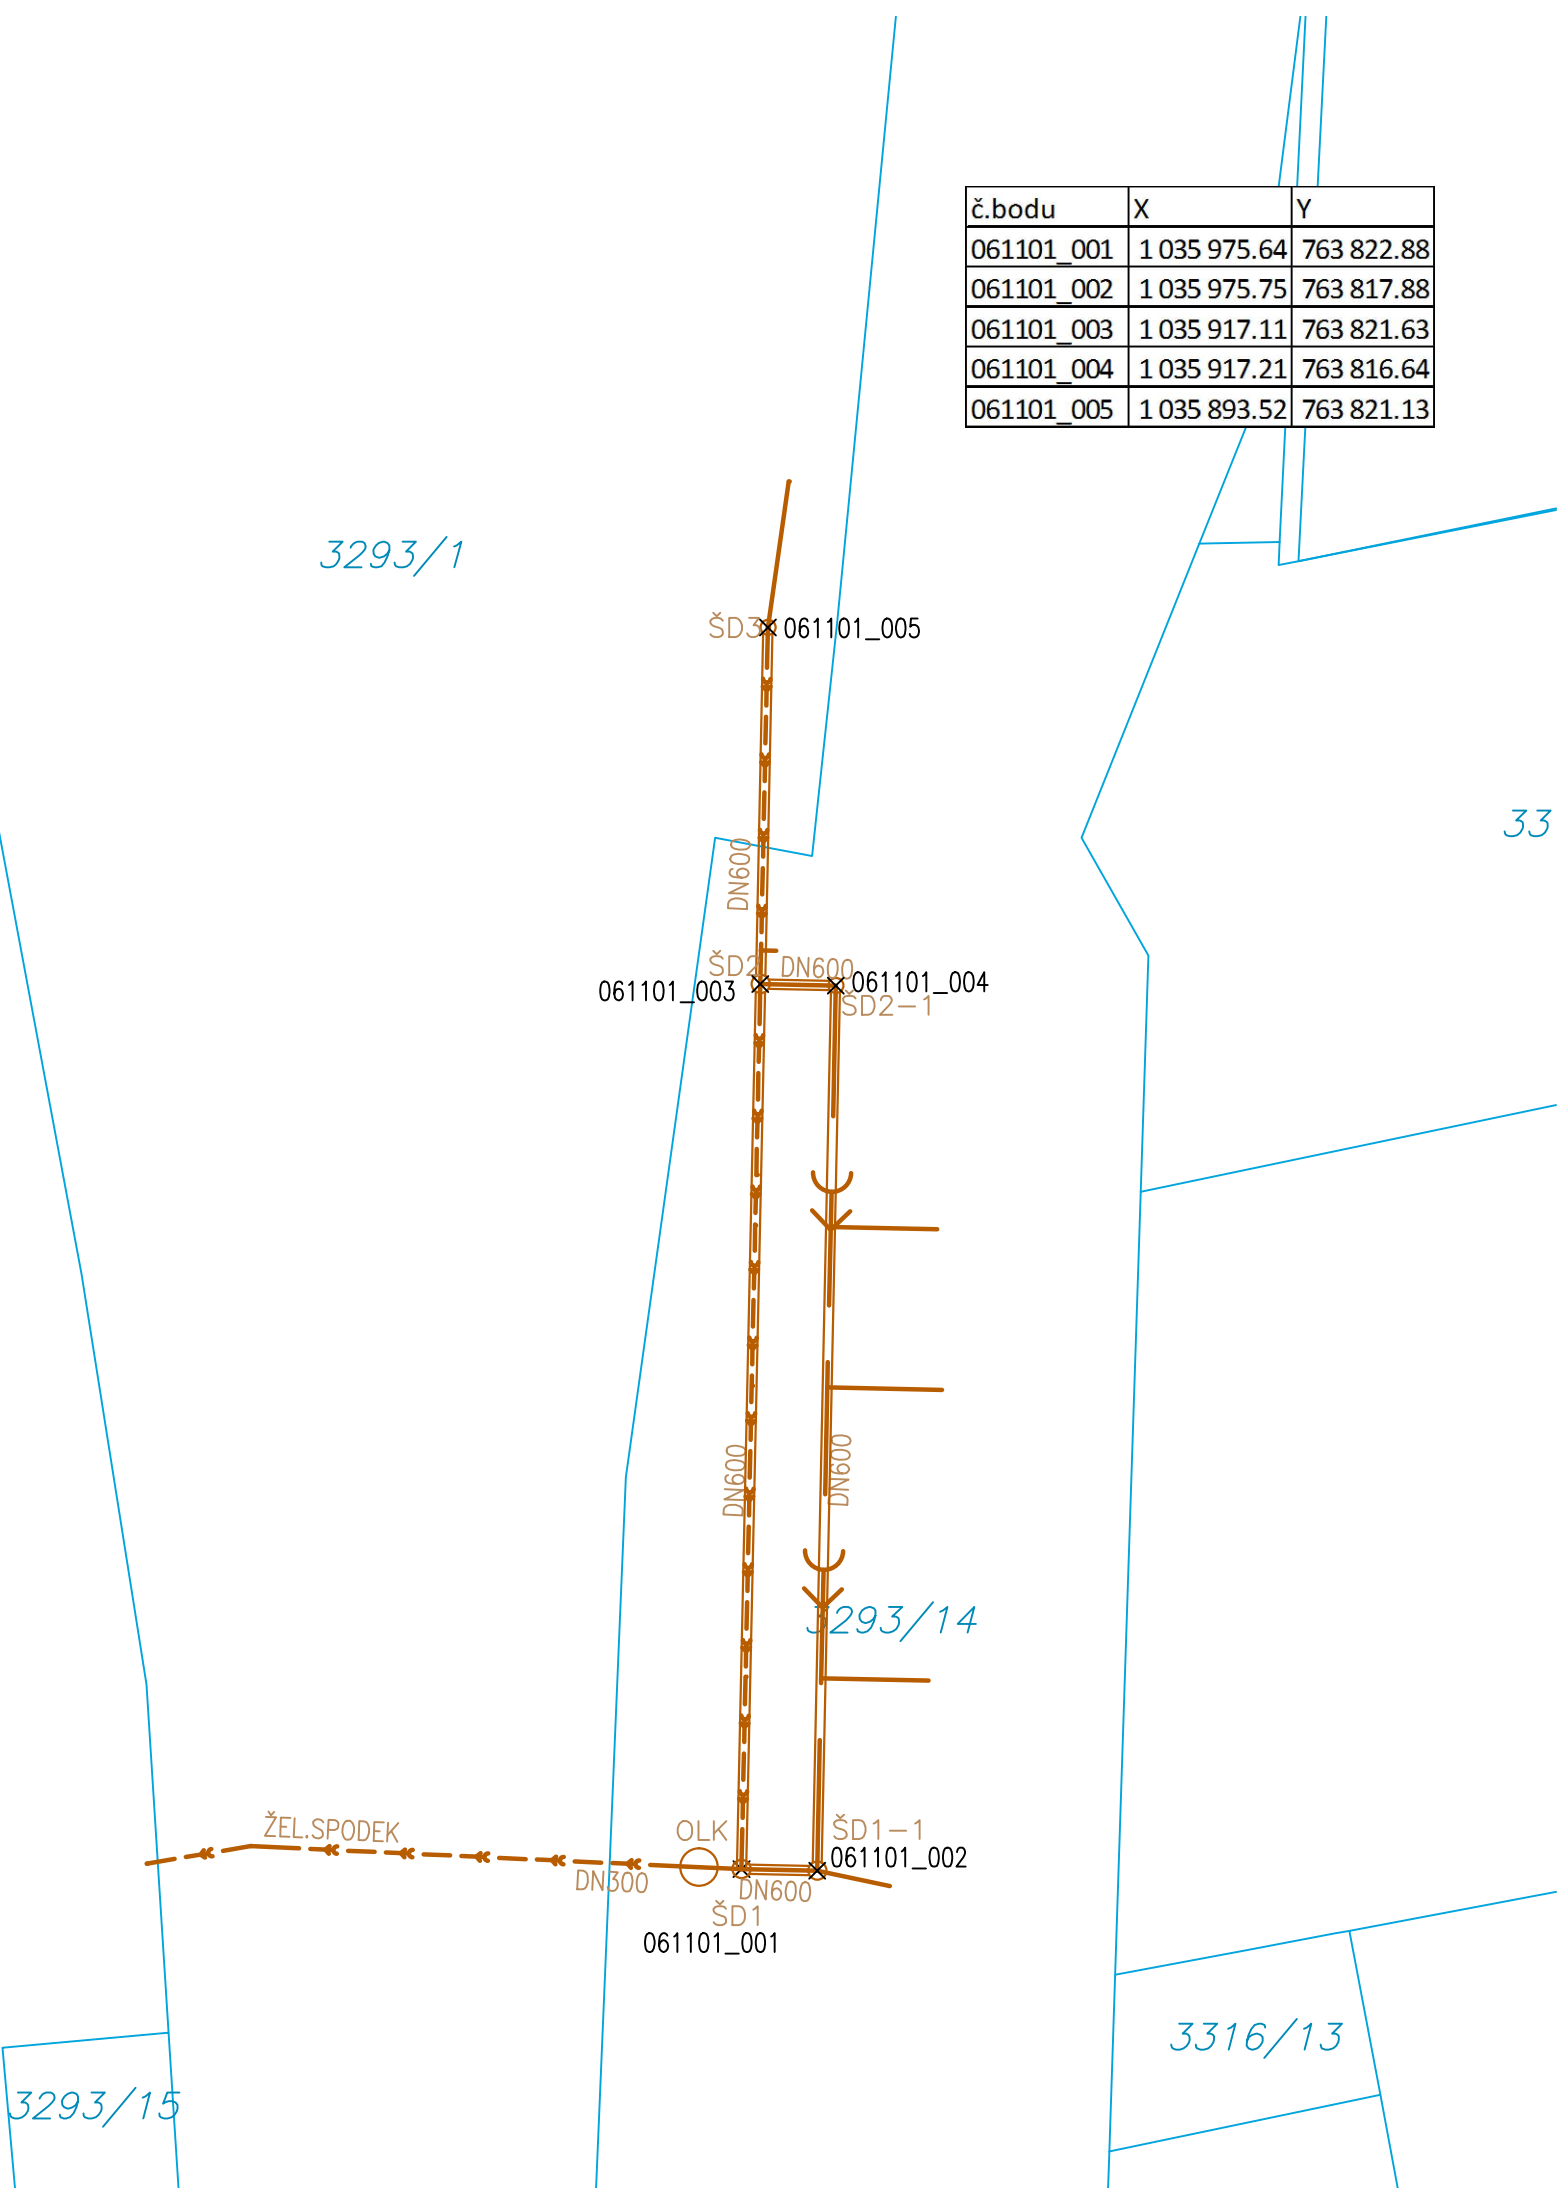 č.bodu X Y
061101_001 1 035 975.64 763 822.88
061101_002 1 035 975.75 763 817.88
061101_003 1 035 917.11 763 821.63
061101_004 1 035 917.21 763 816.64
061101_005 1 035 893.52 763 821.13
3293/1
ŠD3 061101_005
33
DN600
ŠD2 DN600
061101_003 061101_004
ŠD2-1
DN600 DN600
3293/14
ŽEL.SPODEK OLK ŠD1-1
061101_002
DN300 DN600
ŠD1
061101_001
3316/13
3293/15